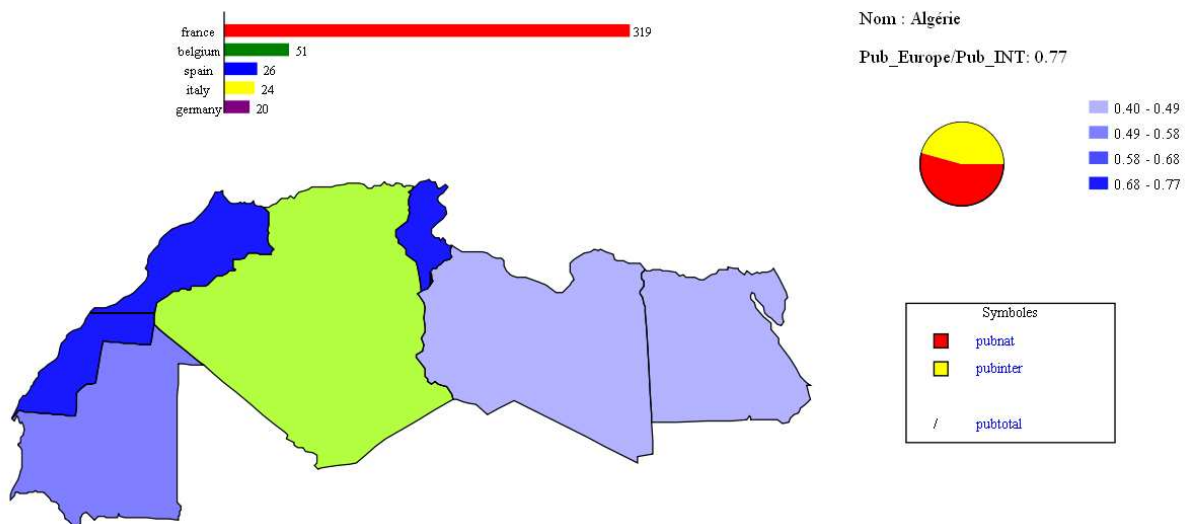 france 319
belgium 51
spain 26
italy 24
germany 20
Nom : Algérie
Pub_Europe/Pub_INT: 0.77
0.40 - 0.49
0.49 - 0.58
0.58 - 0.68
0.68 - 0.77
Symboles
pubnat
pubinter
/ pubtotal